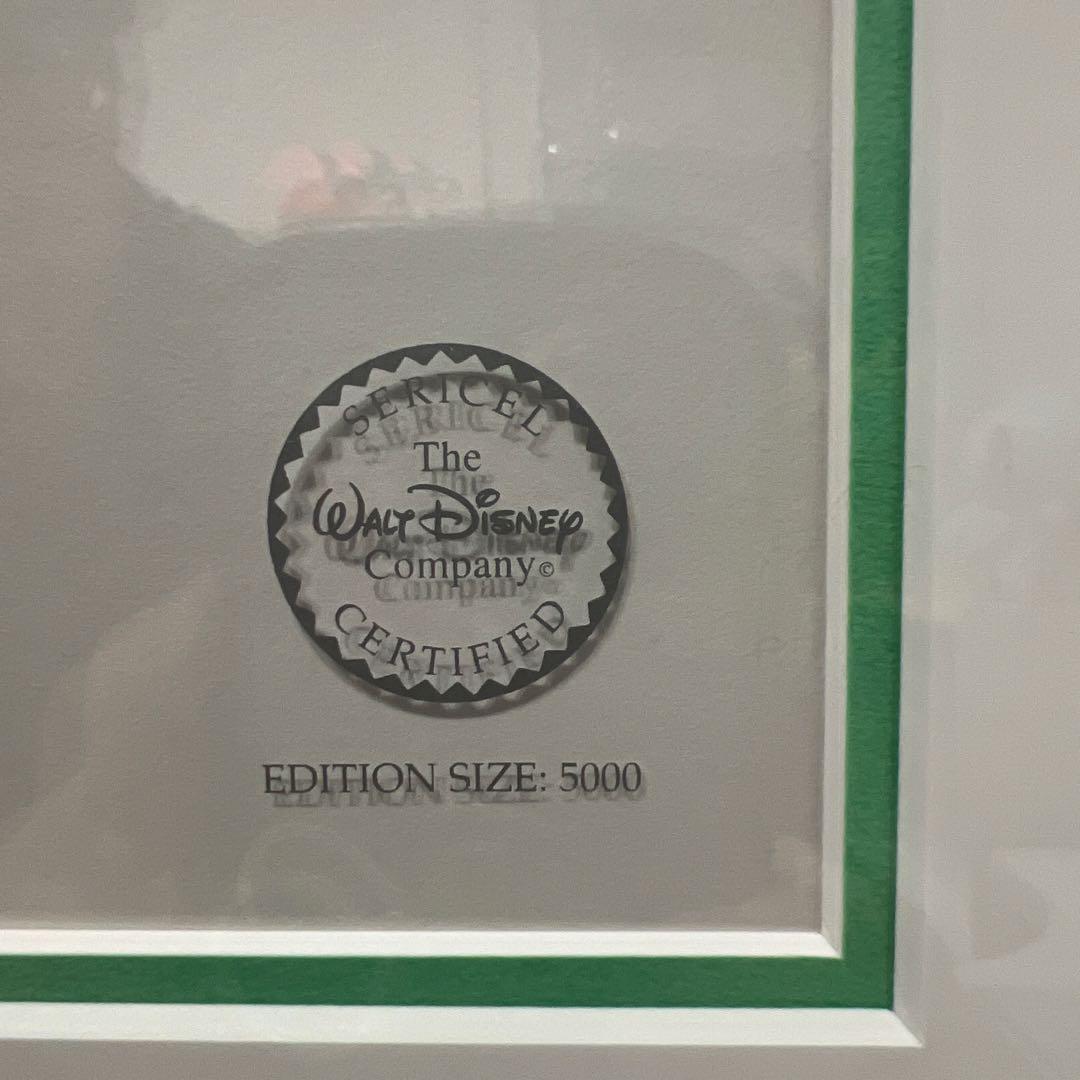 SERICEL
The
WALT DISNEY
Company©
CERTIFIED
EDITION SIZE: 5000